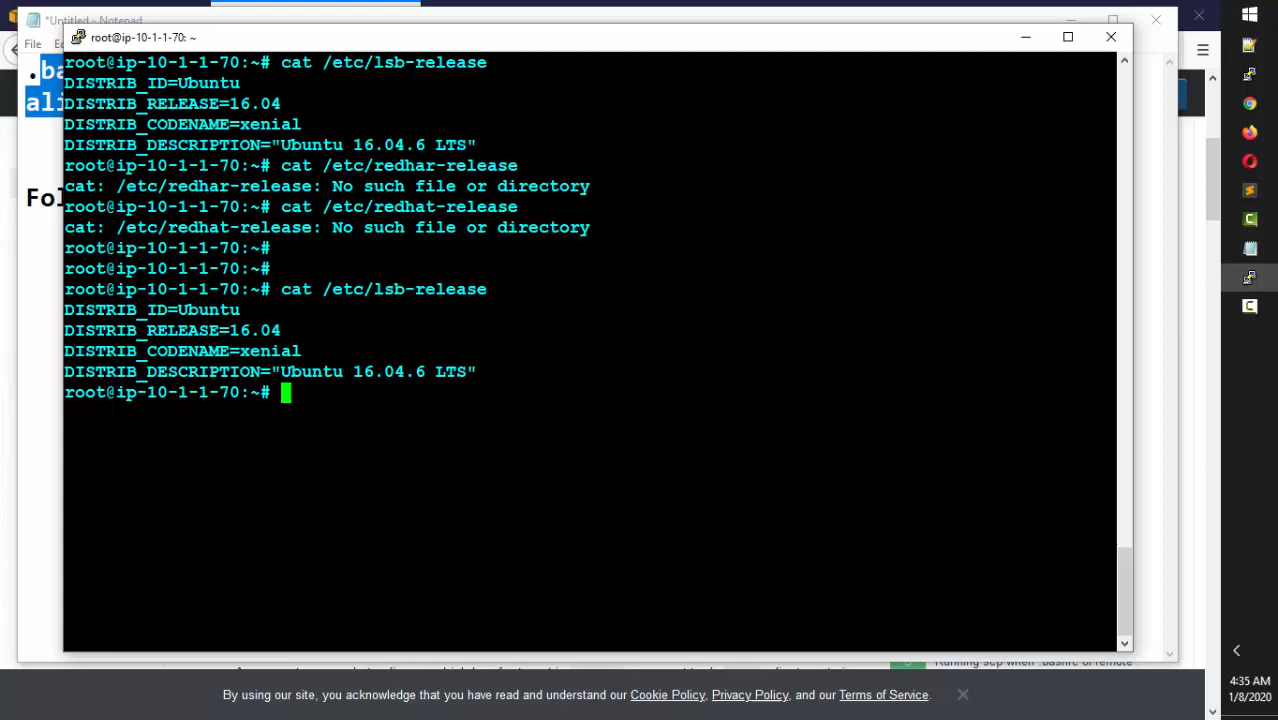 *Untitled - Notepad
root@ip-10-1-1-70: ~
File
.ba
ali
Fol
root@ip-10-1-1-70:~# cat /etc/lsb-release
DISTRIB_ID=Ubuntu
DISTRIB_RELEASE=16.04
DISTRIB_CODENAME=xenial
DISTRIB_DESCRIPTION="Ubuntu 16.04.6 LTS"
root@ip-10-1-1-70:~# cat /etc/redhar-release
cat: /etc/redhar-release: No such file or directory
root@ip-10-1-1-70:~# cat /etc/redhat-release
cat: /etc/redhat-release: No such file or directory
root@ip-10-1-1-70:~#
root@ip-10-1-1-70:~#
root@ip-10-1-1-70:~# cat /etc/lsb-release
DISTRIB_ID=Ubuntu
DISTRIB_RELEASE=16.04
DISTRIB_CODENAME=xenial
DISTRIB_DESCRIPTION="Ubuntu 16.04.6 LTS"
root@ip-10-1-1-70:~#
Running scp when .bashrc of remote
By using our site, you acknowledge that you have read and understand our Cookie Policy, Privacy Policy, and our Terms of Service.
4:35 AM
1/8/2020